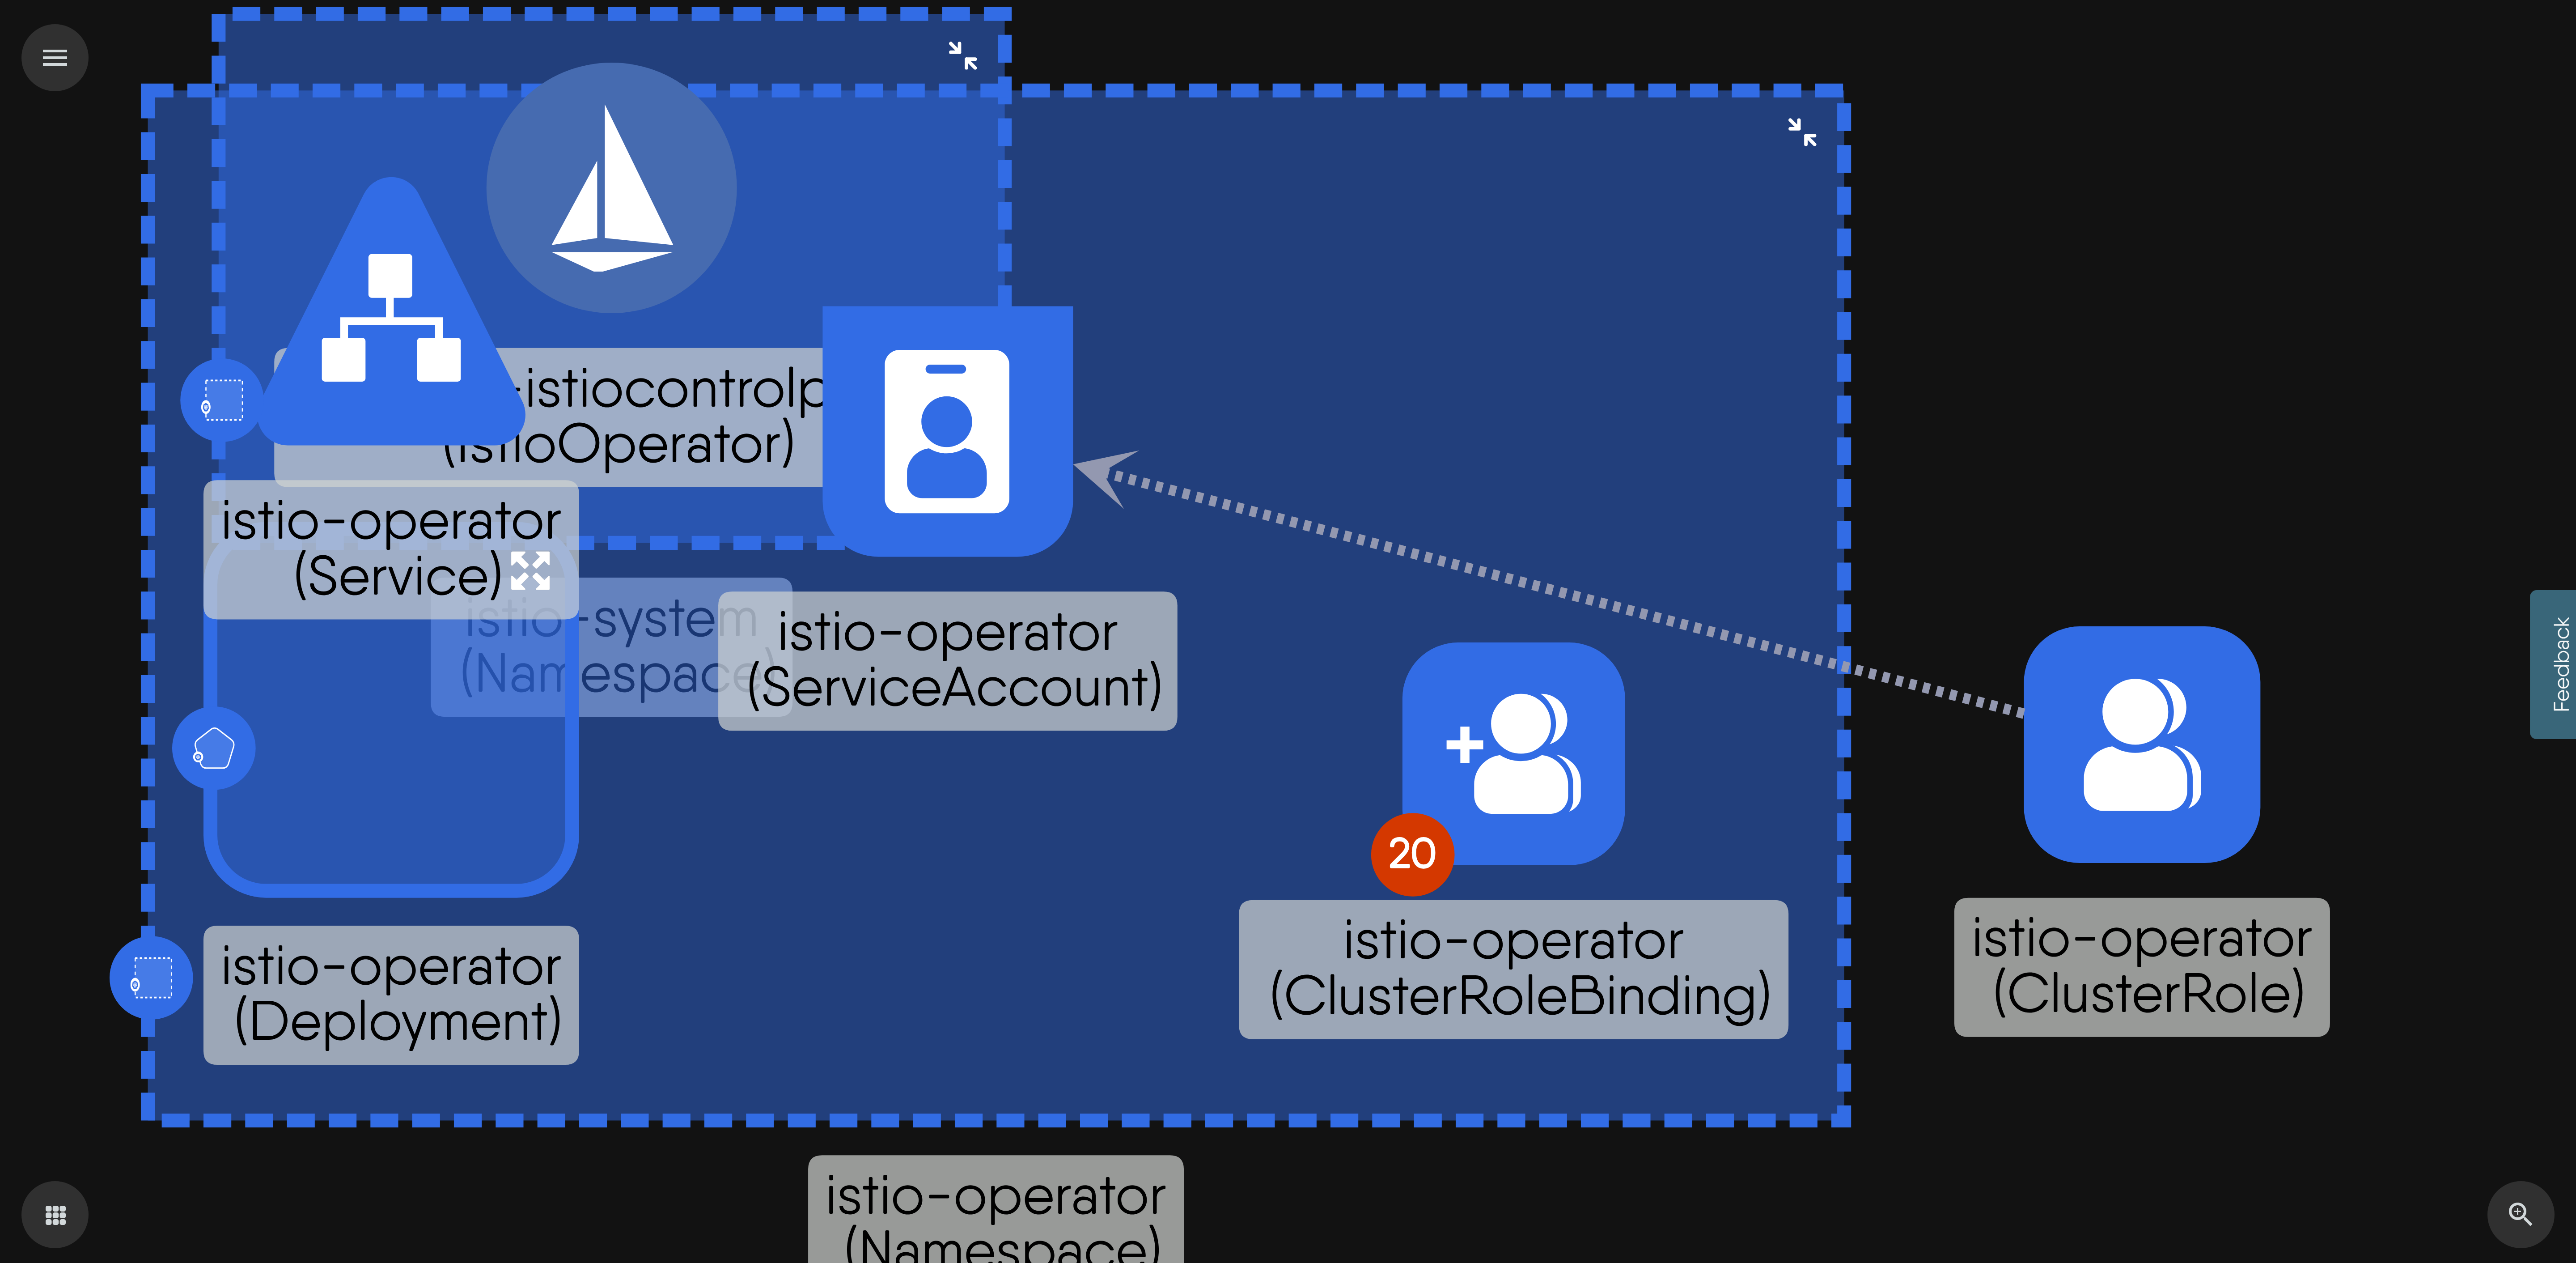 -istiocontrolp
(IstioOperator)
istio-operator
(Service)
istio-system
(Namespace)
istio-operator
(ServiceAccount)
20
istio-operator
(Deployment)
istio-operator
(ClusterRoleBinding)
istio-operator
(ClusterRole)
istio-operator
(Namespace)
Feedback